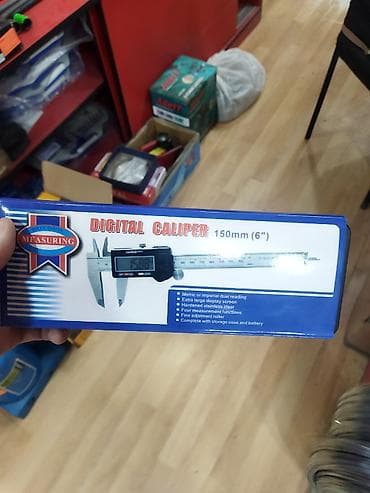 MEASURING
DIGITAL CALIPER 150mm (6")
Metric or imperial dual reading
Extra large display screen
Hardened stainless steel
Four measurement functions
Fine adjustment roller
Complete with storage case and battery